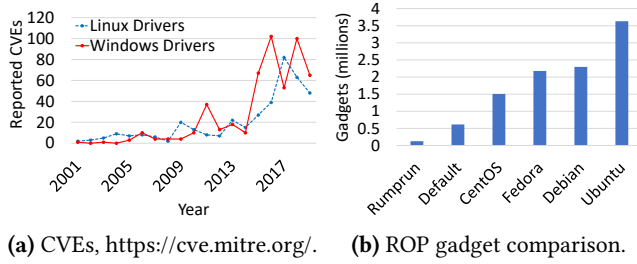 Reported CVEs
120
100
80
60
40
20
0
Linux Drivers
Windows Drivers
2001
2005
2009
2013
2017
Year
(a) CVEs, https://cve.mitre.org/.
Gadgets (millions)
4
3.5
3
2.5
2
1.5
1
0.5
0
Rumprun
Default
CentOS
Fedora
Debian
Ubuntu
(b) ROP gadget comparison.